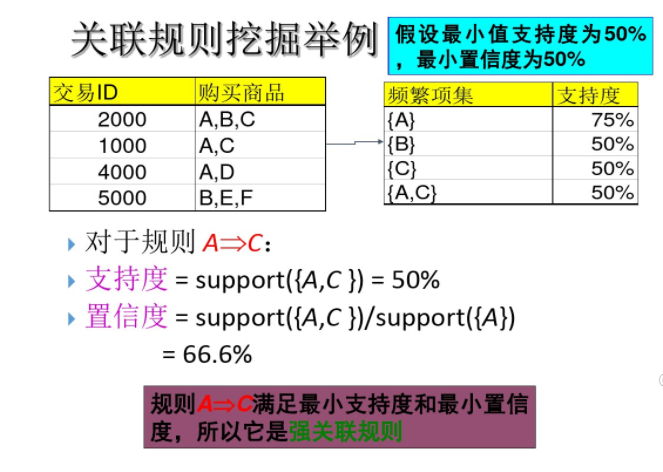 关联规则挖掘举例
假设最小值支持度为50%
，最小置信度为50%
交易ID 购买商品
2000 A,B,C
1000 A,C
4000 A,D
5000 B,E,F
频繁项集 支持度
{A} 75%
{B} 50%
{C} 50%
{A,C} 50%
对于规则 A⇒C：
支持度 = support({A,C }) = 50%
置信度 = support({A,C })/support({A})
= 66.6%
规则A⇒C满足最小支持度和最小置信
度，所以它是强关联规则